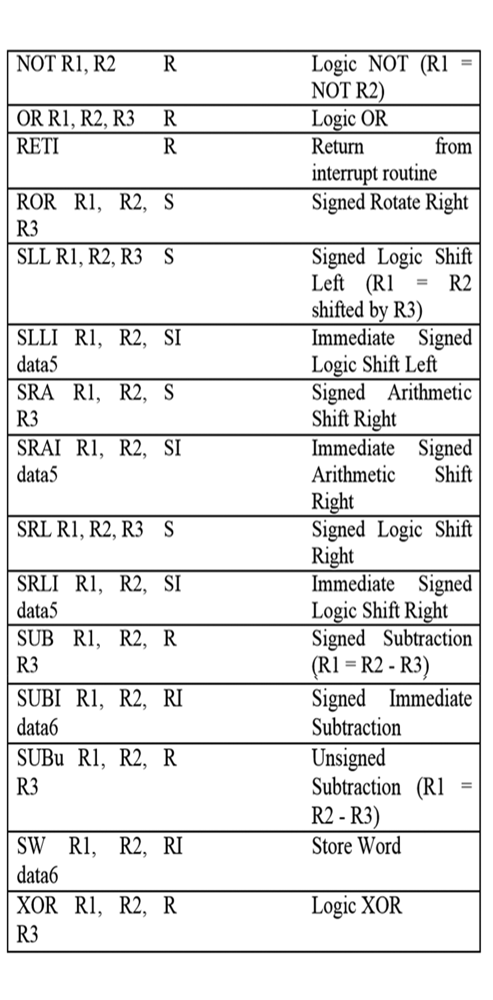 NOT R1, R2 R Logic NOT (R1 =
NOT R2)
OR R1, R2, R3 R Logic OR
RETI R Return from
interrupt routine
ROR R1, R2, S Signed Rotate Right
R3
SLL R1, R2, R3 S Signed Logic Shift
Left (R1 = R2
shifted by R3)
SLLI R1, R2, SI Immediate Signed
data5 Logic Shift Left
SRA R1, R2, S Signed Arithmetic
R3 Shift Right
SRAI R1, R2, SI Immediate Signed
data5 Arithmetic Shift
Right
SRL R1, R2, R3 S Signed Logic Shift
Right
SRLI R1, R2, SI Immediate Signed
data5 Logic Shift Right
SUB R1, R2, R Signed Subtraction
R3 (R1 = R2 - R3)
SUBI R1, R2, RI Signed Immediate
data6 Subtraction
SUBu R1, R2, R Unsigned
R3 Subtraction (R1 =
R2 - R3)
SW R1, R2, RI Store Word
data6
XOR R1, R2, R Logic XOR
R3